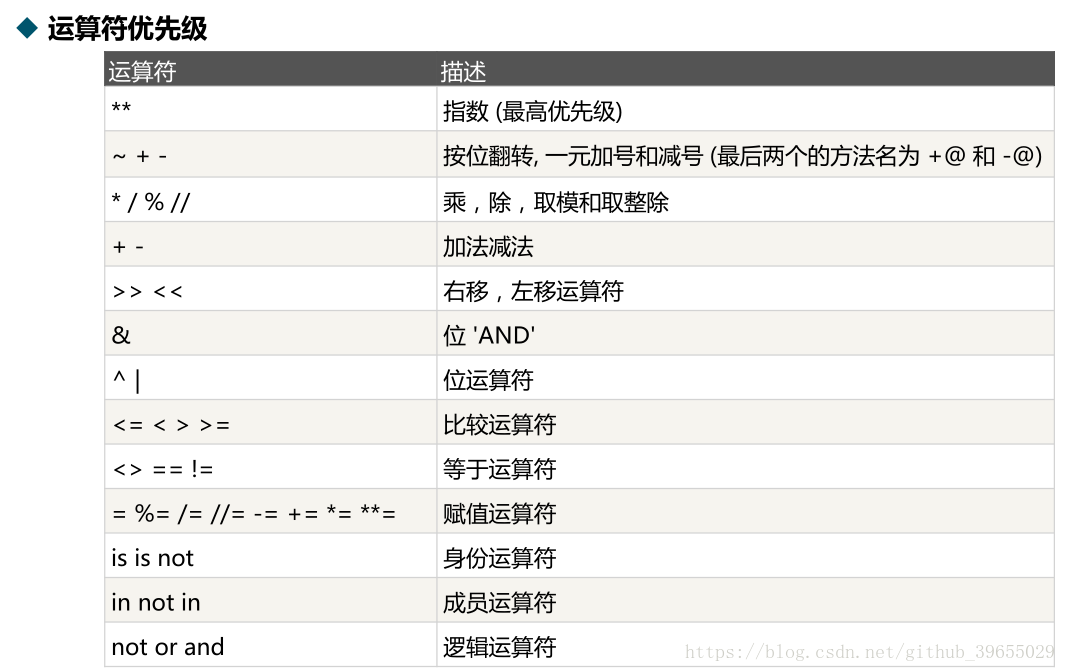 运算符优先级
运算符 描述
** 指数 (最高优先级)
~ + - 按位翻转, 一元加号和减号 (最后两个的方法名为 +@ 和 -@)
* / % // 乘，除，取模和取整除
+ - 加法减法
>> << 右移，左移运算符
& 位 'AND'
^ | 位运算符
<= < > >= 比较运算符
<> == != 等于运算符
= %= /= //= -= += *= **= 赋值运算符
is is not 身份运算符
in not in 成员运算符
not or and 逻辑运算符
https://blog.csdn.net/github_39655029